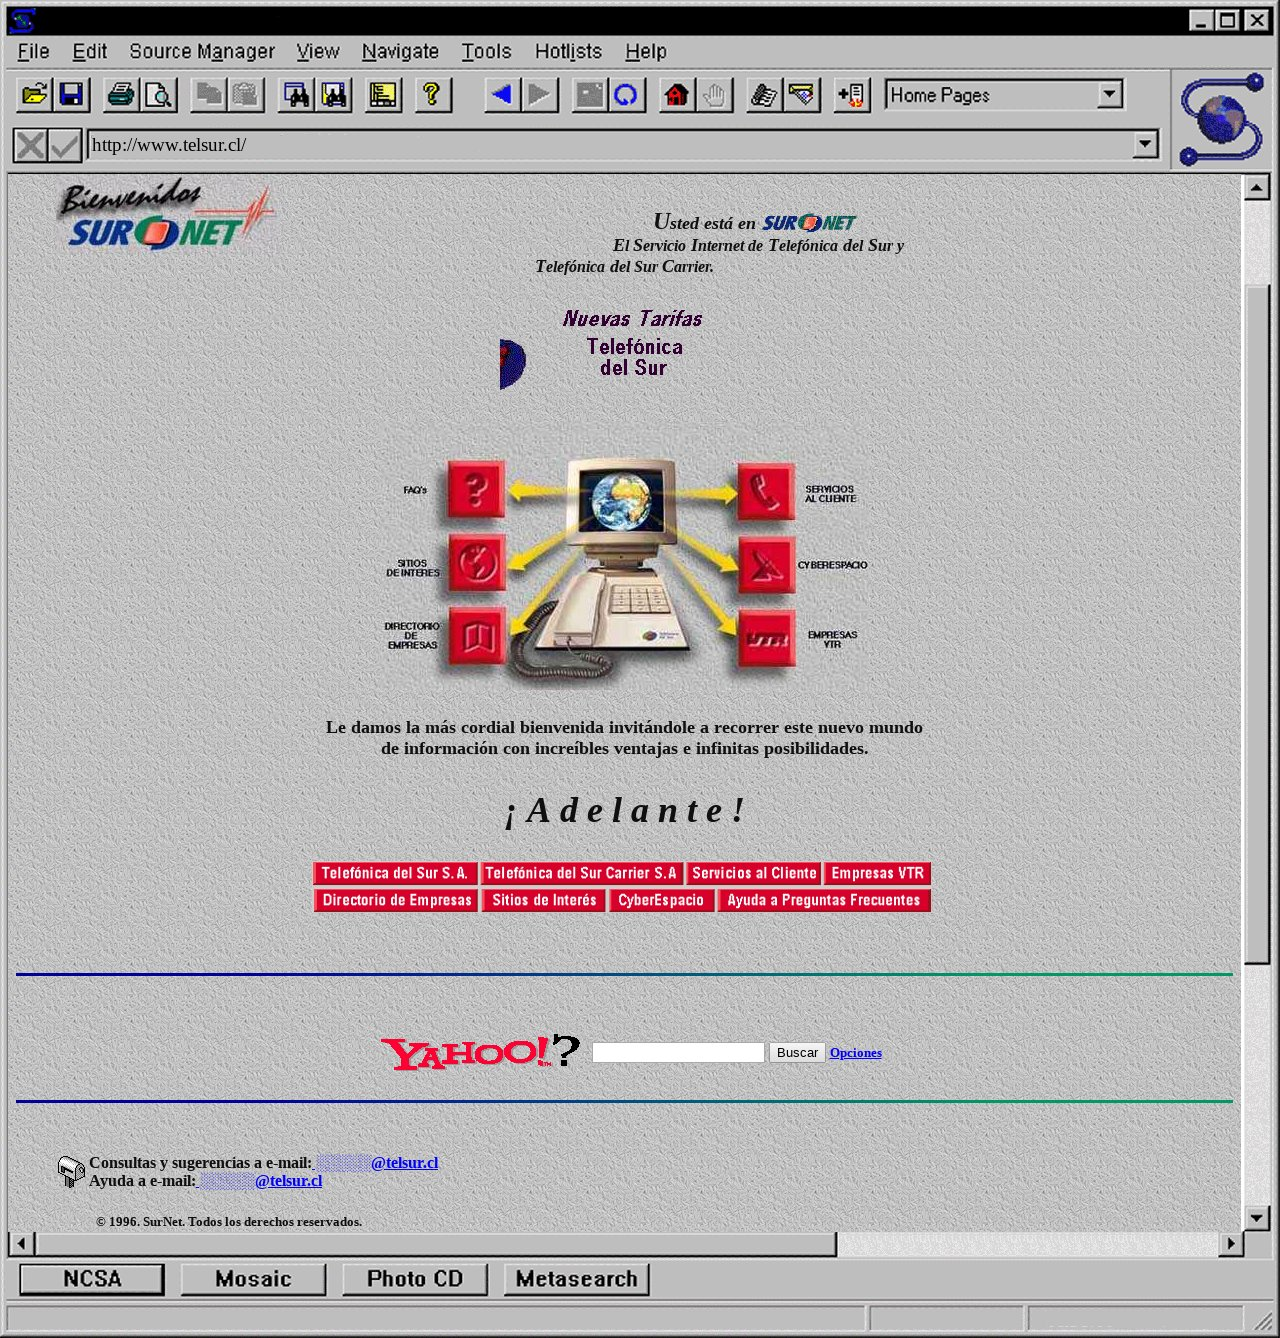 File Edit Source Manager View Navigate Tools Hotlists Help
Home Pages
http://www.telsur.cl/
Bienvenidos
SURNET
Usted está en SURNET
El Servicio Internet de Telefónica del Sur y
Telefónica del Sur Carrier.
Nuevas Tarifas
Telefónica
del Sur
FAQ's
SERVICIOS
AL CLIENTE
SITIOS
DE INTERES
CYBERESPACIO
DIRECTORIO
DE
EMPRESAS
VTR
EMPRESAS
VTR
Le damos la más cordial bienvenida invitándole a recorrer este nuevo mundo
de información con increíbles ventajas e infinitas posibilidades.
¡ A d e l a n t e !
Telefónica del Sur S.A. Telefónica del Sur Carrier S.A Servicios al Cliente Empresas VTR
Directorio de Empresas Sitios de Interés CyberEspacio Ayuda a Preguntas Frecuentes
YAHOO!? Buscar Opciones
Consultas y sugerencias a e-mail: @telsur.cl
Ayuda a e-mail: @telsur.cl
© 1996. SurNet. Todos los derechos reservados.
NCSA Mosaic Photo CD Metasearch